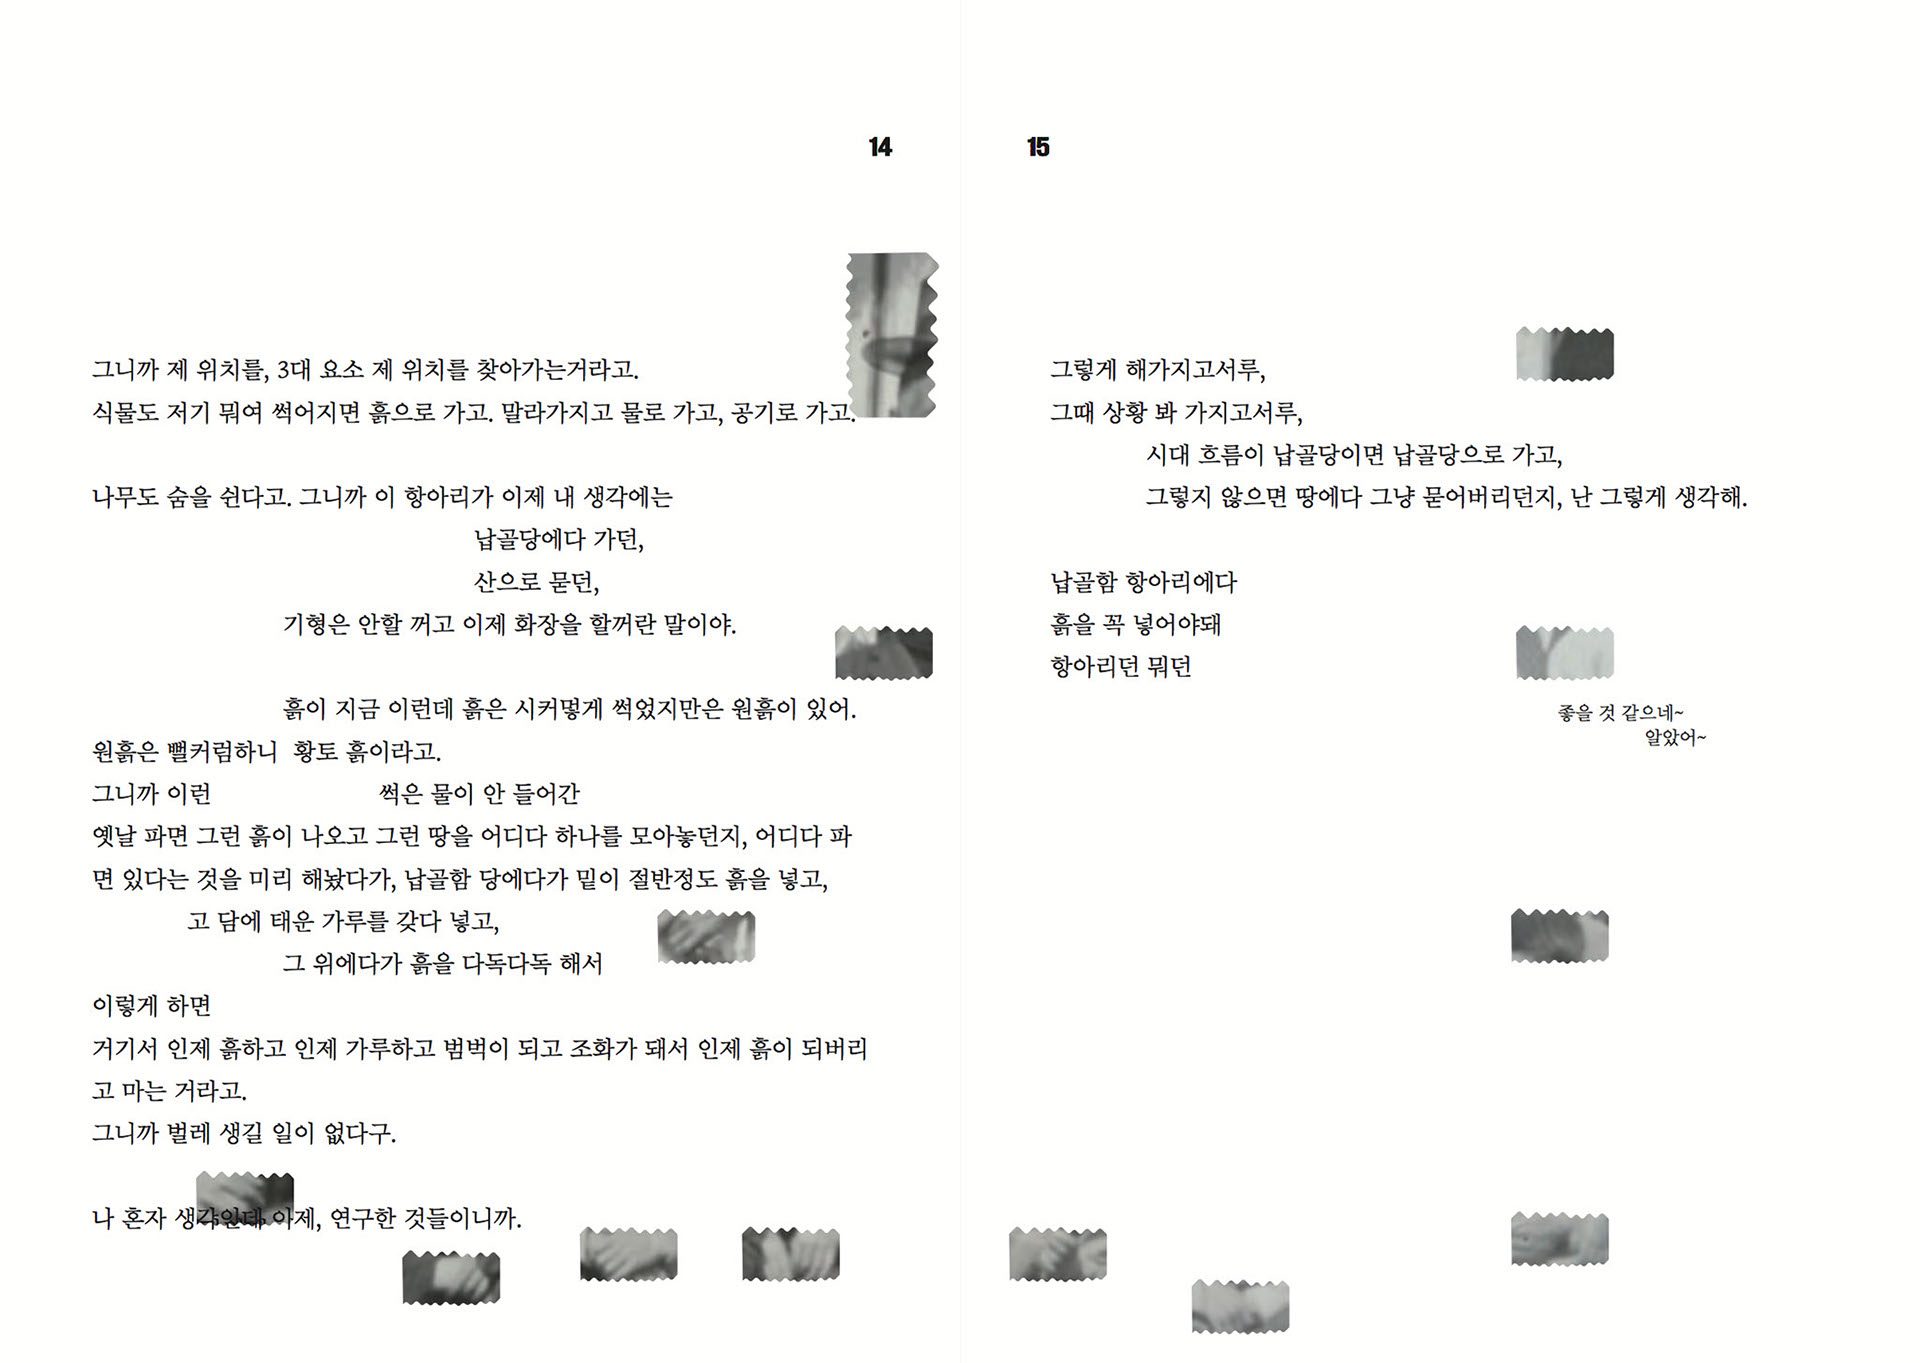 14
그니까 제 위치를, 3대 요소 제 위치를 찾아가는거라고.
식물도 저기 뭐여 썩어지면 흙으로 가고. 말라가지고 물로 가고, 공기로 가고.
나무도 숨을 쉰다고. 그니까 이 항아리가 이제 내 생각에는
납골당에다 가던,
산으로 묻던,
기형은 안할 꺼고 이제 화장을 할꺼란 말이야.
흙이 지금 이런데 흙은 시커멓게 썩었지만은 원흙이 있어.
원흙은 뻘커럼하니 황토 흙이라고.
그니까 이런 썩은 물이 안 들어간
옛날 파면 그런 흙이 나오고 그런 땅을 어디다 하나를 모아놓던지, 어디다 파
면 있다는 것을 미리 해놨다가, 납골함 당에다가 밑이 절반정도 흙을 넣고,
고 담에 태운 가루를 갖다 넣고,
그 위에다가 흙을 다독다독 해서
이렇게 하면
거기서 인제 흙하고 인제 가루하고 범벅이 되고 조화가 돼서 인제 흙이 되버리
고 마는 거라고.
그니까 벌레 생길 일이 없다구.
나 혼자 생각인데 이제, 연구한 것들이니까.
15
그렇게 해가지고서루,
그때 상황 봐 가지고서루,
시대 흐름이 납골당이면 납골당으로 가고,
그렇지 않으면 땅에다 그냥 묻어버리던지, 난 그렇게 생각해.
납골함 항아리에다
흙을 꼭 넣어야돼
항아리던 뭐던
좋을 것 같으네~
알았어~